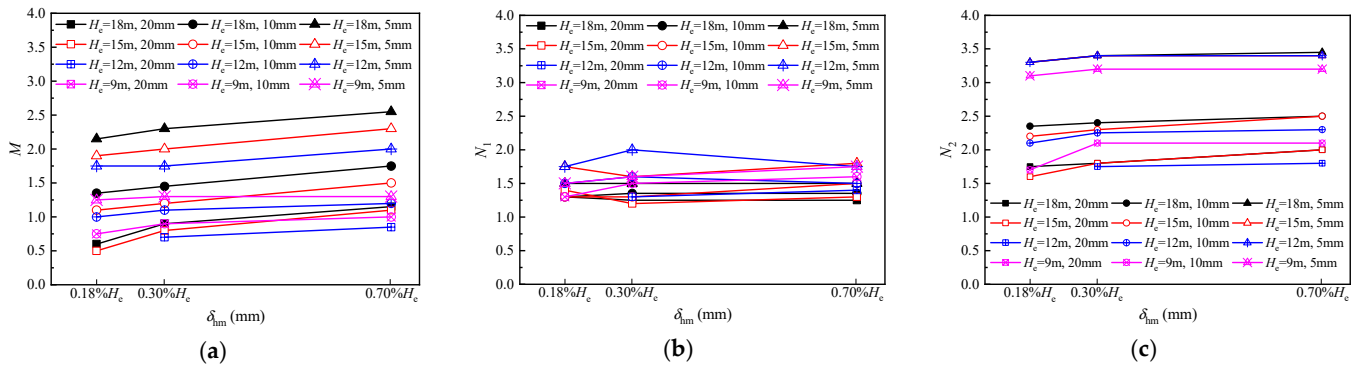 4.0
3.5
3.0
2.5
2.0
1.5
1.0
0.5
0.0
M
He=18m, 20mm He=18m, 10mm He=18m, 5mm
He=15m, 20mm He=15m, 10mm He=15m, 5mm
He=12m, 20mm He=12m, 10mm He=12m, 5mm
He=9m, 20mm He=9m, 10mm He=9m, 5mm
0.18%He 0.30%He 0.70%He
δhm (mm)
(a)
4.0
3.5
3.0
2.5
2.0
1.5
1.0
0.5
0.0
N1
He=18m, 20mm He=18m, 10mm He=18m, 5mm
He=15m, 20mm He=15m, 10mm He=15m, 5mm
He=12m, 20mm He=12m, 10mm He=12m, 5mm
He=9m, 20mm He=9m, 10mm He=9m, 5mm
0.18%He 0.30%He 0.70%He
δhm (mm)
(b)
4.0
3.5
3.0
2.5
2.0
1.5
1.0
0.5
0.0
N2
He=18m, 20mm He=18m, 10mm He=18m, 5mm
He=15m, 20mm He=15m, 10mm He=15m, 5mm
He=12m, 20mm He=12m, 10mm He=12m, 5mm
He=9m, 20mm He=9m, 10mm He=9m, 5mm
0.18%He 0.30%He 0.70%He
δhm (mm)
(c)